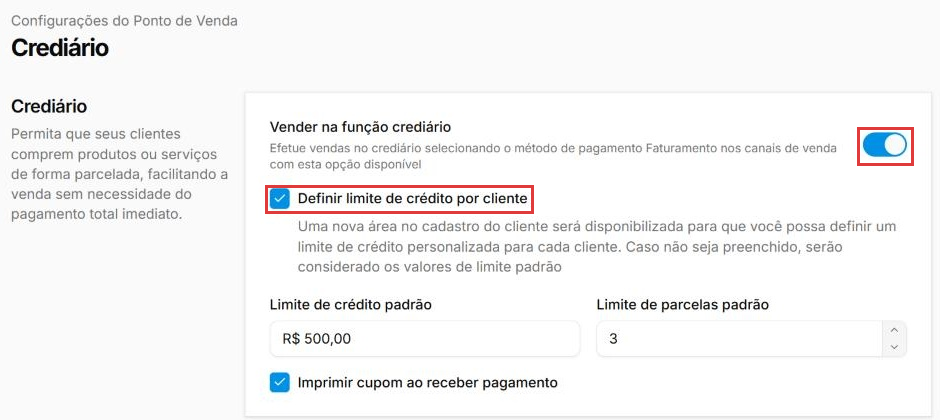 Configurações do Ponto de Venda
Crediário
Crediário
Permita que seus clientes
comprem produtos ou serviços
de forma parcelada, facilitando a
venda sem necessidade do
pagamento total imediato.
Vender na função crediário
Efetue vendas no crediário selecionando o método de pagamento Faturamento nos canais de venda
com esta opção disponível
Definir limite de crédito por cliente
Uma nova área no cadastro do cliente será disponibilizada para que você possa definir um
limite de crédito personalizada para cada cliente. Caso não seja preenchido, serão
considerado os valores de limite padrão
Limite de crédito padrão
Limite de parcelas padrão
R$ 500,00
3
Imprimir cupom ao receber pagamento